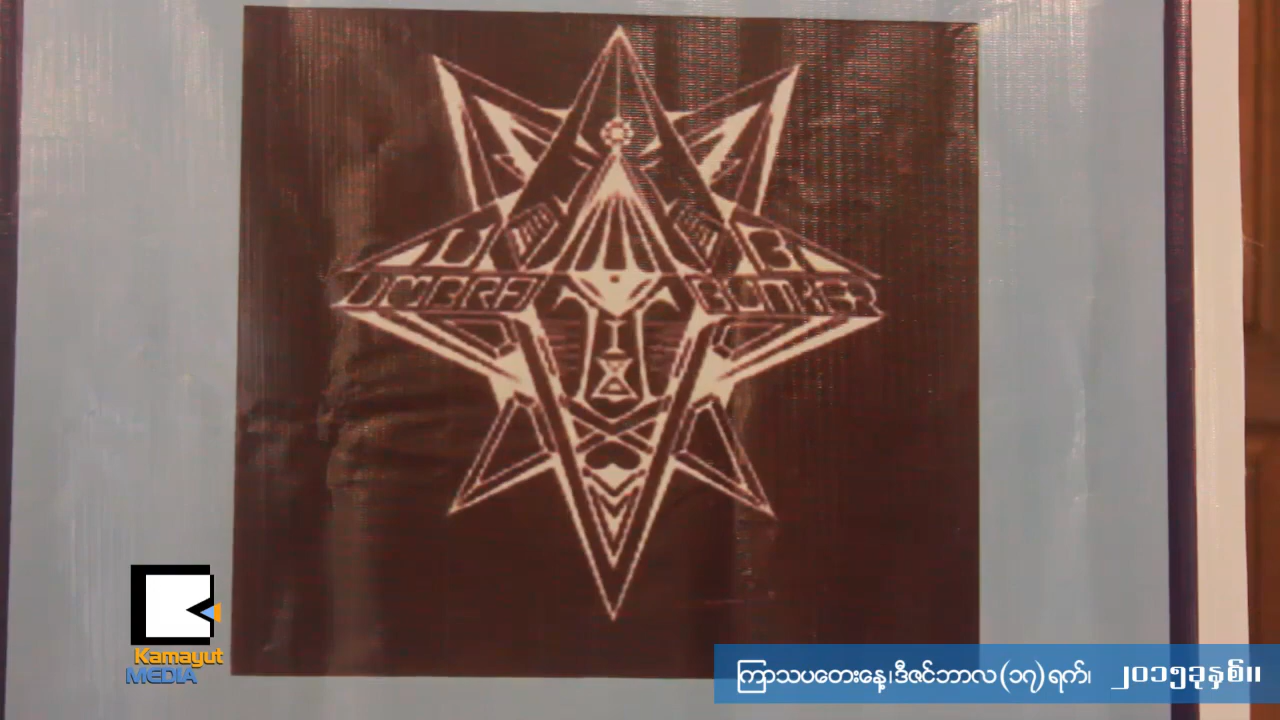 U B
UMBRA BUNKER
Kamayut
MEDIA
ကြာသပတေးနေ့၊ဒီဇင်ဘာလ(၁၇)ရက်၊ ၂၀၁၅ခုနှစ်။